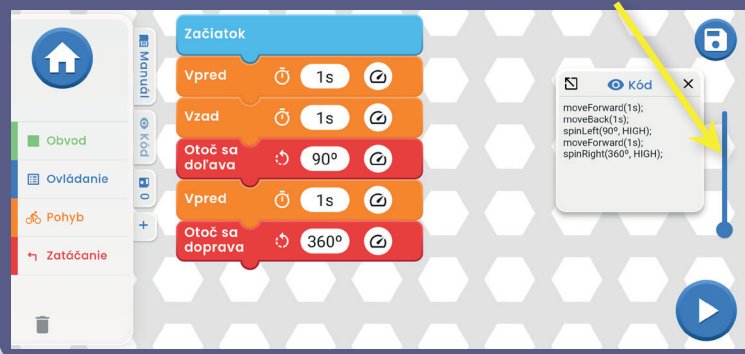 Obvod
Ovládanie
Pohyb
Zatáčanie
Manuál
Kód
0
+
Začiatok
Vpred 1s
Vzad 1s
Otoč sa
doľava 90º
Vpred 1s
Otoč sa
doprava 360º
Kód
moveForward(1s);
moveBack(1s);
spinLeft(90º, HIGH);
moveForward(1s);
spinRight(360º, HIGH);